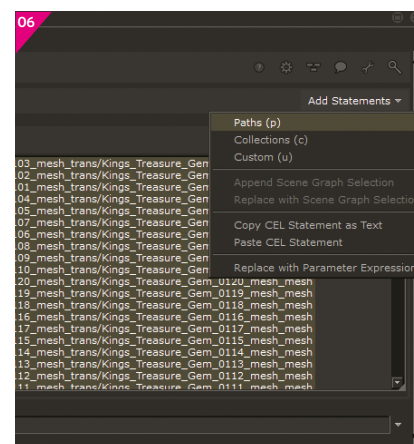 06
Add Statements
Paths (p)
Collections (c)
Custom (u)
Append Scene Graph Selection
Replace with Scene Graph Selectio
Copy CEL Statement as Text
Paste CEL Statement
Replace with Parameter Expression
03_mesh_trans/Kings_Treasure_Gem
02_mesh_trans/Kings_Treasure_Gem
01_mesh_trans/Kings_Treasure_Gem
04_mesh_trans/Kings_Treasure_Gem
05_mesh_trans/Kings_Treasure_Gem
07_mesh_trans/Kings_Treasure_Gem
06_mesh_trans/Kings_Treasure_Gem
08_mesh_trans/Kings_Treasure_Gem
09_mesh_trans/Kings_Treasure_Gem
10_mesh_trans/Kings_Treasure_Gem
20_mesh_trans/Kings_Treasure_Gem_0120_mesh_mesh
19_mesh_trans/Kings_Treasure_Gem_0119_mesh_mesh
18_mesh_trans/Kings_Treasure_Gem_0118_mesh_mesh
16_mesh_trans/Kings_Treasure_Gem_0116_mesh_mesh
17_mesh_trans/Kings_Treasure_Gem_0117_mesh_mesh
15_mesh_trans/Kings_Treasure_Gem_0115_mesh_mesh
14_mesh_trans/Kings_Treasure_Gem_0114_mesh_mesh
13_mesh_trans/Kings_Treasure_Gem_0113_mesh_mesh
12_mesh_trans/Kings_Treasure_Gem_0112_mesh_mesh
11_mesh_trans/Kings_Treasure_Gem_0111_mesh_mesh